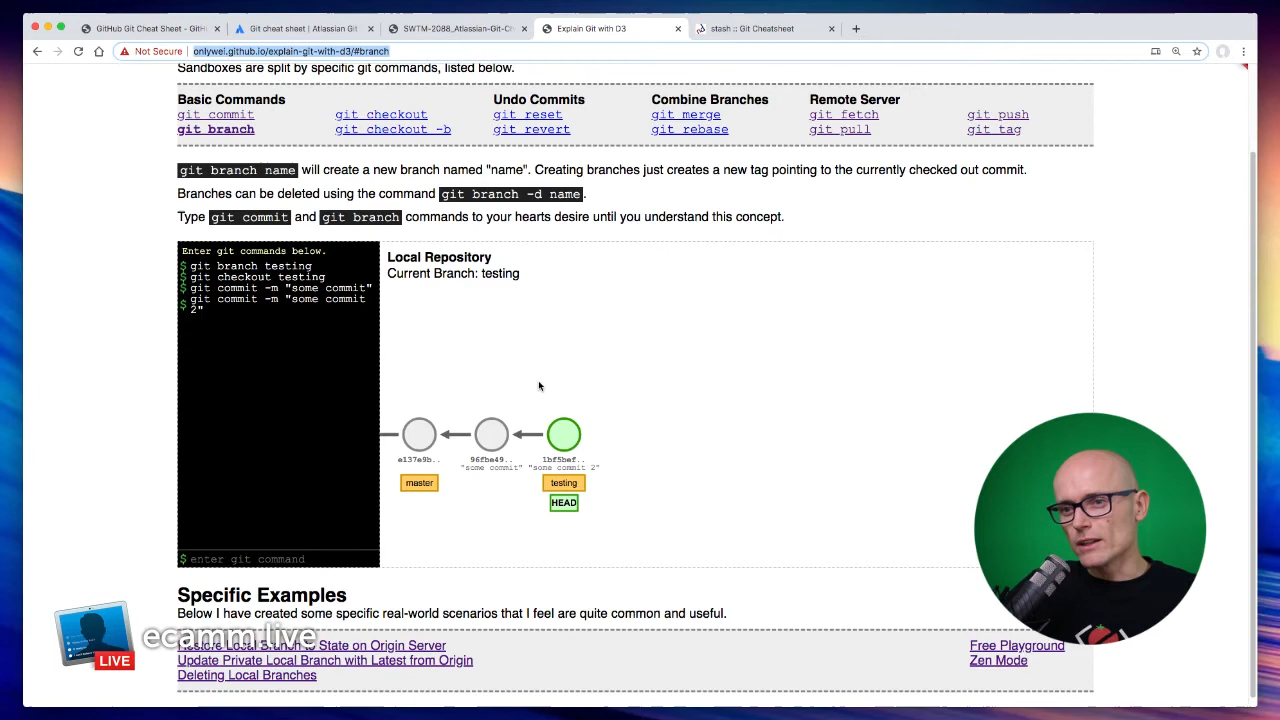 GitHub Git Cheat Sheet - GitH
Git cheat sheet | Atlassian Git
SWTM-2088_Atlassian-Git-Ch
Explain Git with D3
stash :: Git Cheatsheet
Not Secure
onlywei.github.io/explain-git-with-d3/#branch
Sandboxes are split by specific git commands, listed below.
Basic Commands Undo Commits Combine Branches Remote Server
git commit git checkout git reset git merge git fetch git push
git branch git checkout -b git revert git rebase git pull git tag
git branch name will create a new branch named "name". Creating branches just creates a new tag pointing to the currently checked out commit.
Branches can be deleted using the command git branch -d name.
Type git commit and git branch commands to your hearts desire until you understand this concept.
Enter git commands below.
$ git branch testing
$ git checkout testing
$ git commit -m "some commit"
$ git commit -m "some commit
2"
$ enter git command
Local Repository
Current Branch: testing
e137e9b.. 96fbe49.. 1bf5bef..
"some commit" "some commit 2"
master testing
HEAD
Specific Examples
Below I have created some specific real-world scenarios that I feel are quite common and useful.
Restore Local Branch to State on Origin Server Free Playground
Update Private Local Branch with Latest from Origin Zen Mode
Deleting Local Branches
ecamm live
LIVE